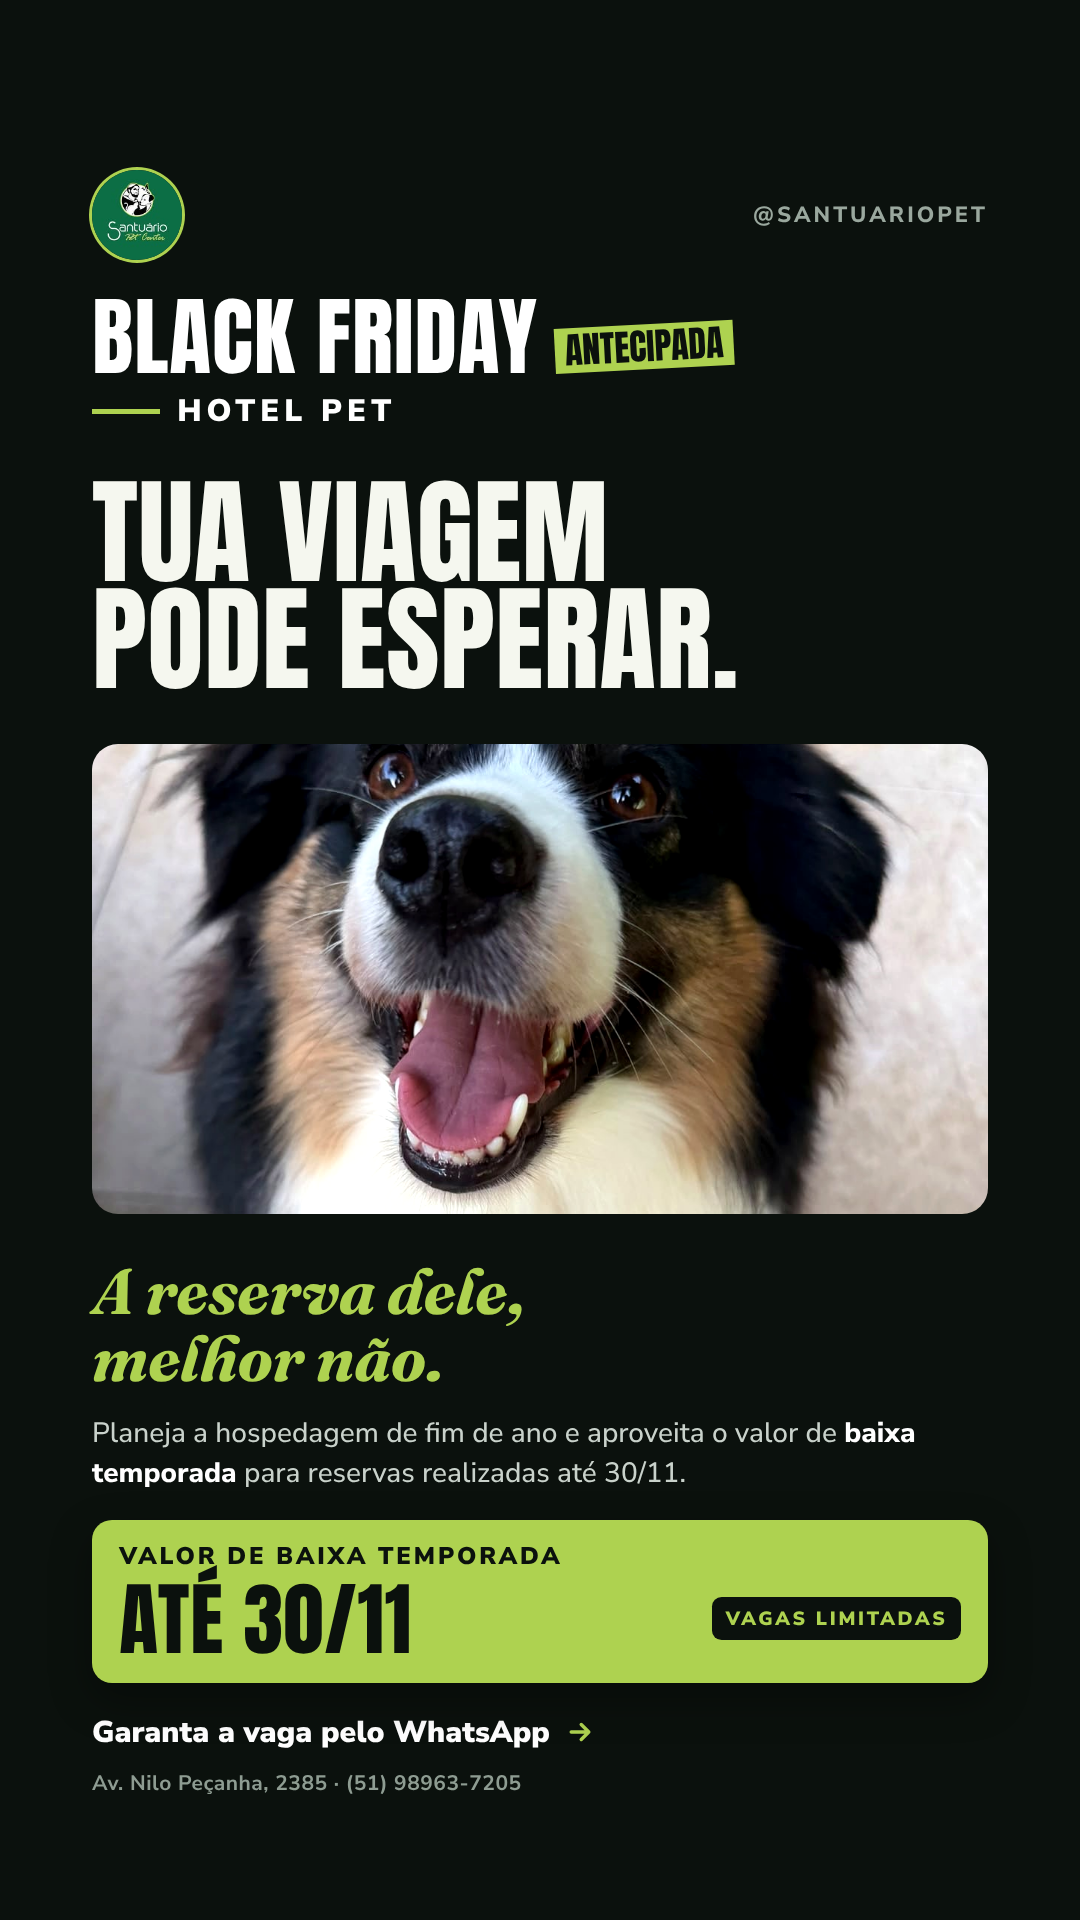 Santuário
Pet Center
@SANTUARIOPET
BLACK FRIDAY ANTECIPADA
HOTEL PET
TUA VIAGEM
PODE ESPERAR.
A reserva dele,
melhor não.
Planeja a hospedagem de fim de ano e aproveita o valor de baixa
temporada para reservas realizadas até 30/11.
VALOR DE BAIXA TEMPORADA
ATÉ 30/11
VAGAS LIMITADAS
Garanta a vaga pelo WhatsApp →
Av. Nilo Peçanha, 2385 · (51) 98963-7205